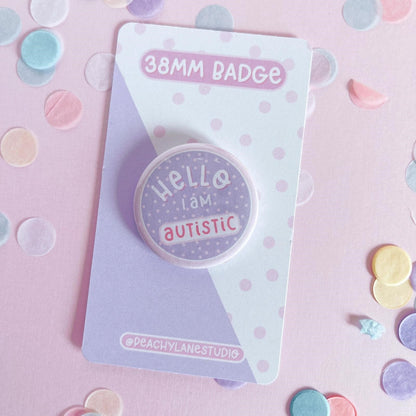 38MM BADGE
HELLO
I AM
AUTISTIC
@PEACHYLANESTUDIO